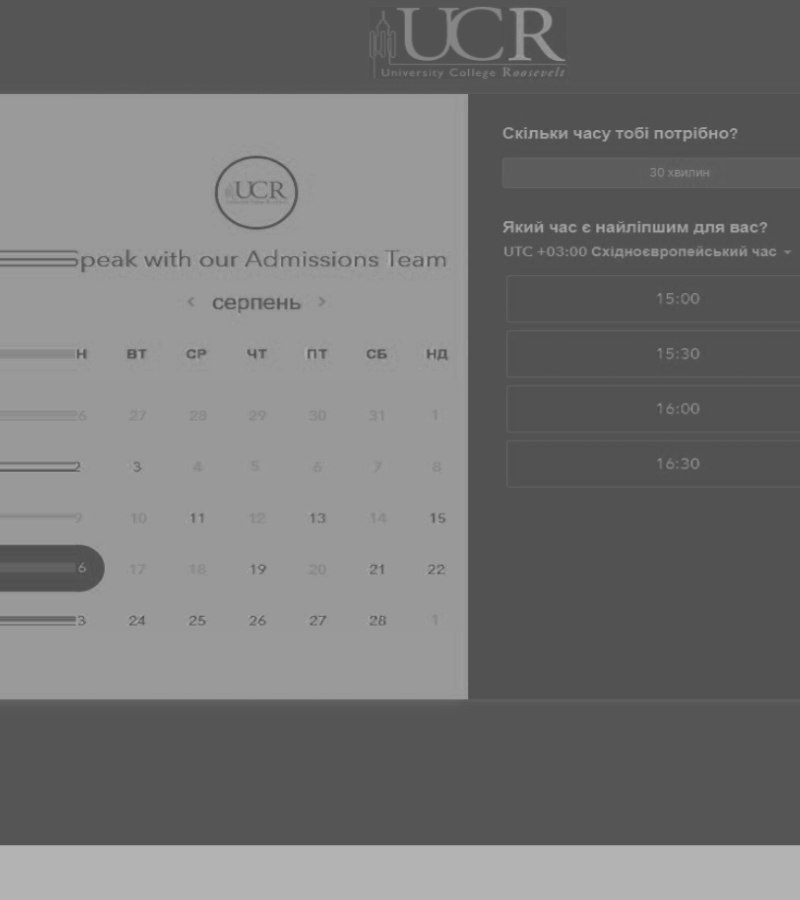 UCR
University College Roosevelt
UCR
peak with our Admissions Team
серпень
Н ВТ СР ЧТ ПТ СБ НД
6 27 28 29 30 31 1
2 3 4 5 6 7 8
9 10 11 12 13 14 15
6 17 18 19 20 21 22
3 24 25 26 27 28 1
Скільки часу тобі потрібно?
30 хвилин
Який час є найліпшим для вас?
UTC +03:00 Східноєвропейський час
15:00
15:30
16:00
16:30